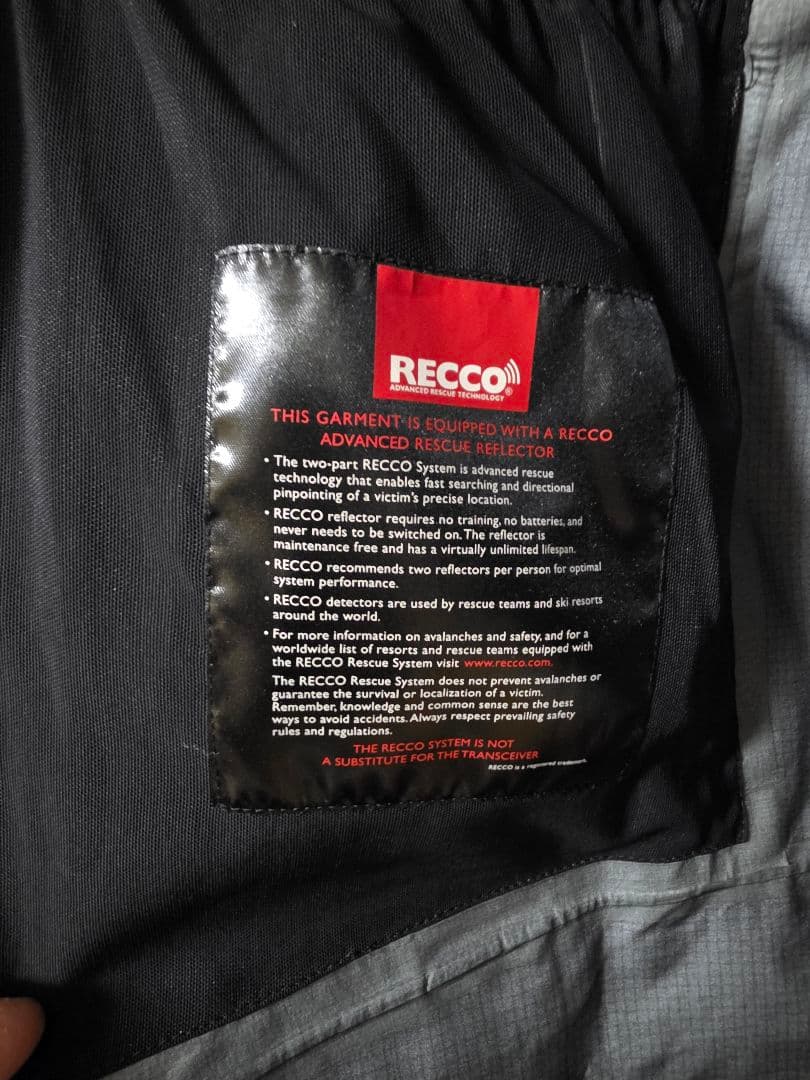 RECCO
ADVANCED RESCUE TECHNOLOGY
®
THIS GARMENT IS EQUIPPED WITH A RECCO
ADVANCED RESCUE REFLECTOR
• The two-part RECCO System is advanced rescue
technology that enables fast searching and directional
pinpointing of a victim's precise location.
• RECCO reflector requires no training, no batteries, and
never needs to be switched on. The reflector is
maintenance free and has a virtually unlimited lifespan.
• RECCO recommends two reflectors per person for optimal
system performance.
• RECCO detectors are used by rescue teams and ski resorts
around the world.
• For more information on avalanches and safety, and for a
worldwide list of resorts and rescue teams equipped with
the RECCO Rescue System visit www.recco.com.
The RECCO Rescue System does not prevent avalanches or
guarantee the survival or localization of a victim.
Remember, knowledge and common sense are the best
ways to avoid accidents. Always respect prevailing safety
rules and regulations.
THE RECCO SYSTEM IS NOT
A SUBSTITUTE FOR THE TRANSCEIVER
RECCO is a registered trademark.